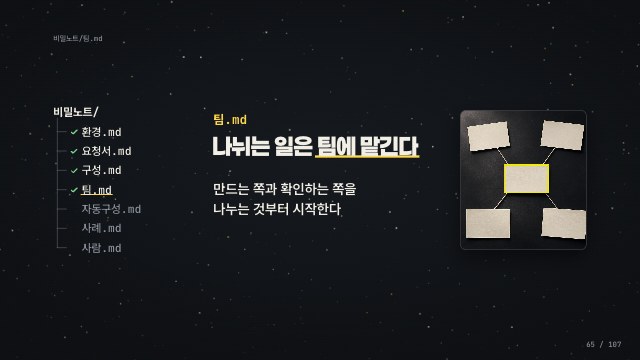 비밀노트/팀.md
비밀노트/
환경.md
요청서.md
구성.md
팀.md
자동구성.md
사례.md
사람.md
팀.md
나뉘는 일은 팀에 맡긴다
만드는 쪽과 확인하는 쪽을
나누는 것부터 시작한다
65 / 107